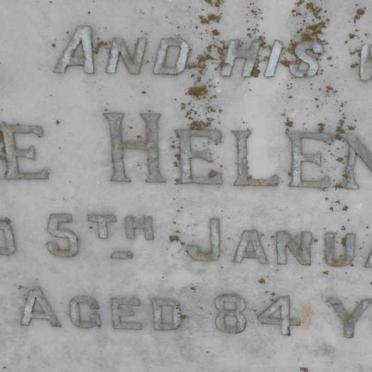 AND HIS W
E HELEN
D 5TH JANUA
AGED 84 Y